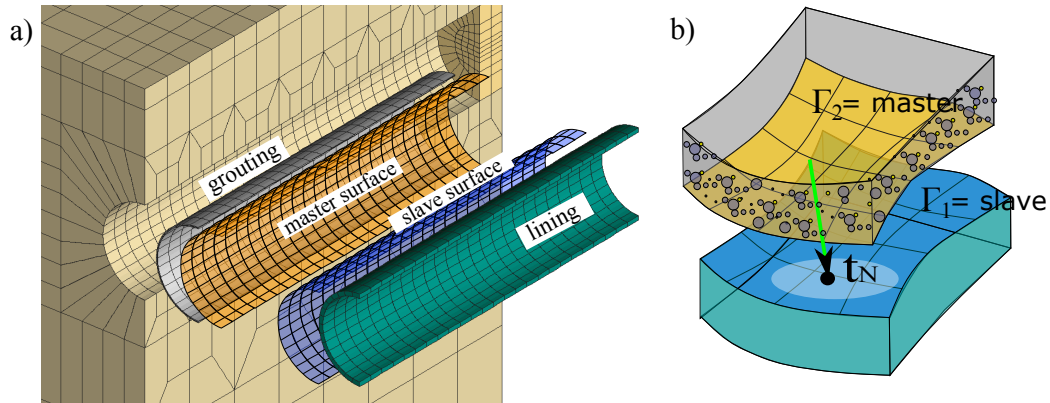 a)
grouting
master surface
slave surface
lining
b)
Γ2= master
Γ1= slave
tN